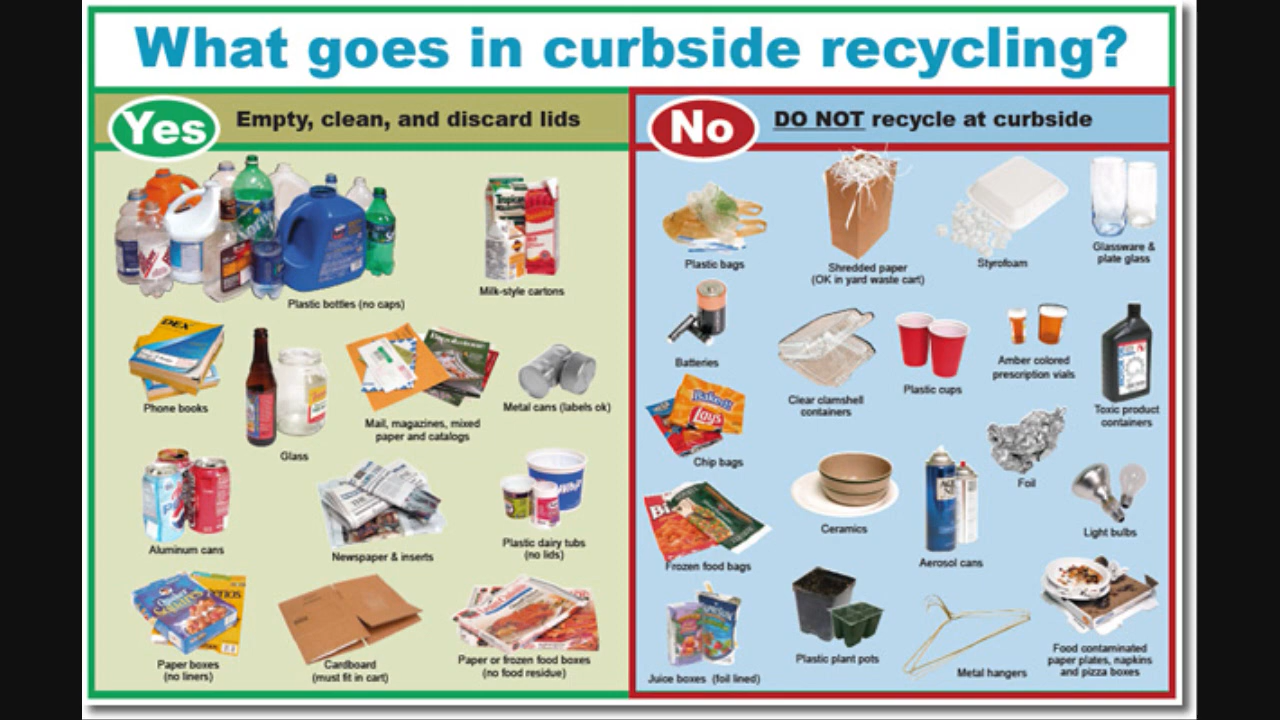 What goes in curbside recycling?
Yes
Empty, clean, and discard lids
No
DO NOT recycle at curbside
Plastic bottles (no caps)
Milk-style cartons
DEX
Phone books
Glass
Mail, magazines, mixed
paper and catalogs
Metal cans (labels ok)
Aluminum cans
Newspaper & inserts
Plastic dairy tubs
(no lids)
Paper boxes
(no liners)
Cardboard
(must fit in cart)
Paper or frozen food boxes
(no food residue)
Plastic bags
Shredded paper
(OK in yard waste cart)
Styrofoam
Glassware &
plate glass
Batteries
Clear clamshell
containers
Plastic cups
Amber colored
prescription vials
Toxic product
containers
Baked!
Lays
Chip bags
Ceramics
Aerosol cans
Foil
Light bulbs
Frozen food bags
Juice boxes (foil lined)
Plastic plant pots
Metal hangers
Food contaminated
paper plates, napkins
and pizza boxes